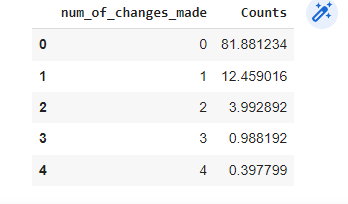 num_of_changes_made Counts
0 0 81.881234
1 1 12.459016
2 2 3.992892
3 3 0.988192
4 4 0.397799